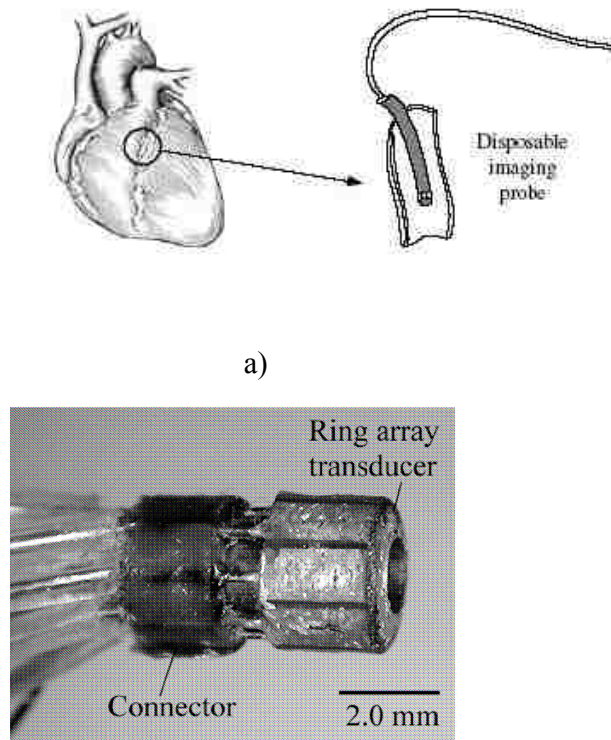 Disposable
imaging
probe
a)
Ring array
transducer
Connector
2.0 mm